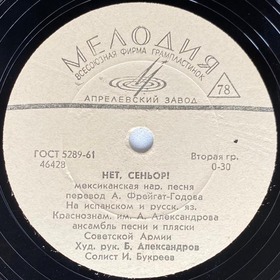 МЕЛОДИЯ
ВСЕСОЮЗНАЯ ФИРМА ГРАМПЛАСТИНОК
АПРЕЛЕВСКИЙ ЗАВОД
78
ГОСТ 5289-61
46428
Вторая гр.
0-30
НЕТ, СЕНЬОР!
мексиканская нар. песня
перевод А. Фрейгат-Годова
На испанском и русск. яз.
Краснознам. им. А. Александрова
ансамбль песни и пляски
Советской Армии
Худ. рук. Б. Александров
Солист И. Букреев